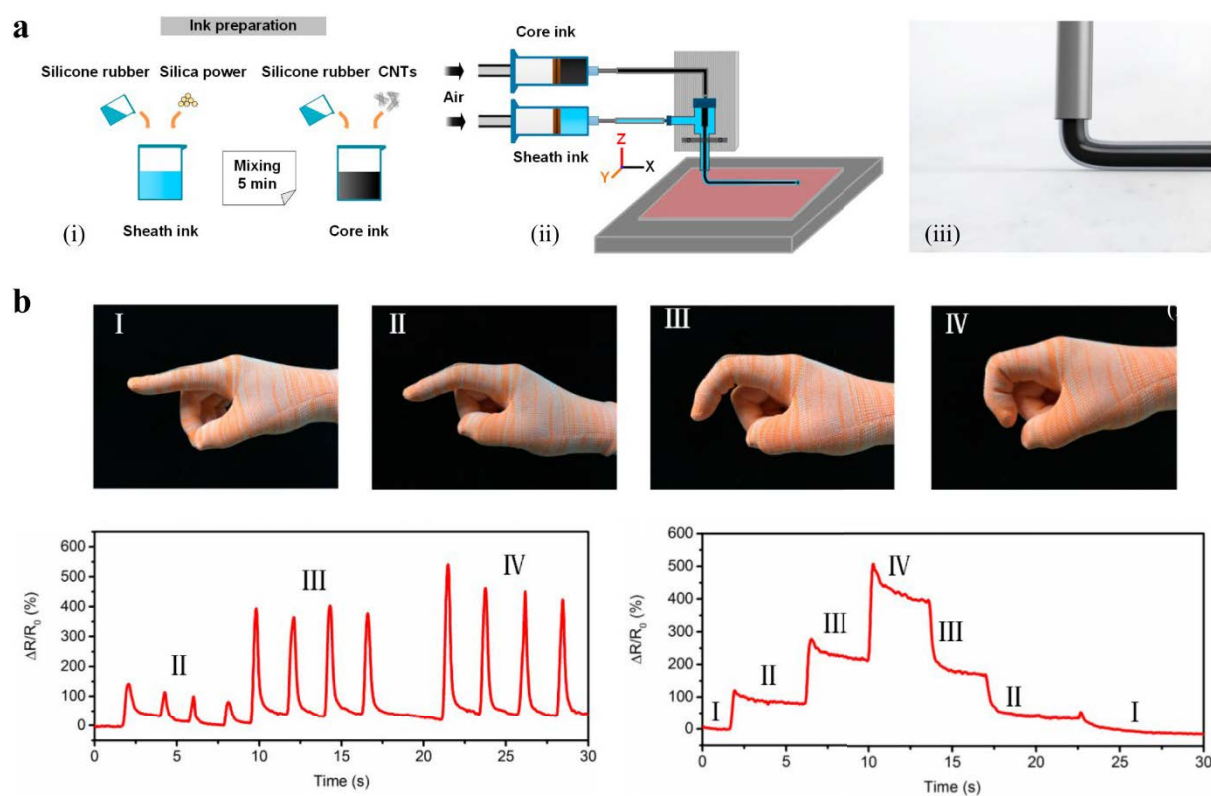 a
Ink preparation
Silicone rubber Silica power Silicone rubber CNTs
Mixing
5 min
Sheath ink
Core ink
(i)
Core ink
Air
Sheath ink
Z
Y
X
(ii)
(iii)
b
I
II
III
IV
(
ΔR/R0 (%)
600
500
400
300
200
100
0
II
III
IV
0 5 10 15 20 25 30
Time (s)
ΔR/R0 (%)
600
500
400
300
200
100
0
I
II
III
IV
III
II
I
0 5 10 15 20 25 30
Time (s)